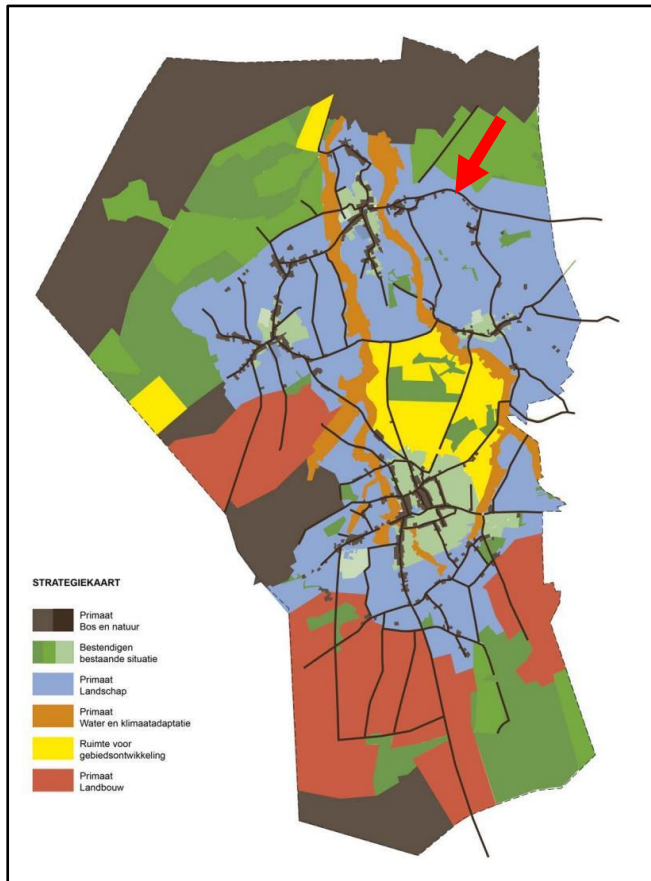 STRATEGIEKAART
Primaat
Bos en natuur
Bestendigen
bestaande situatie
Primaat
Landschap
Primaat
Water en klimaatadaptatie
Ruimte voor
gebiedsontwikkeling
Primaat
Landbouw